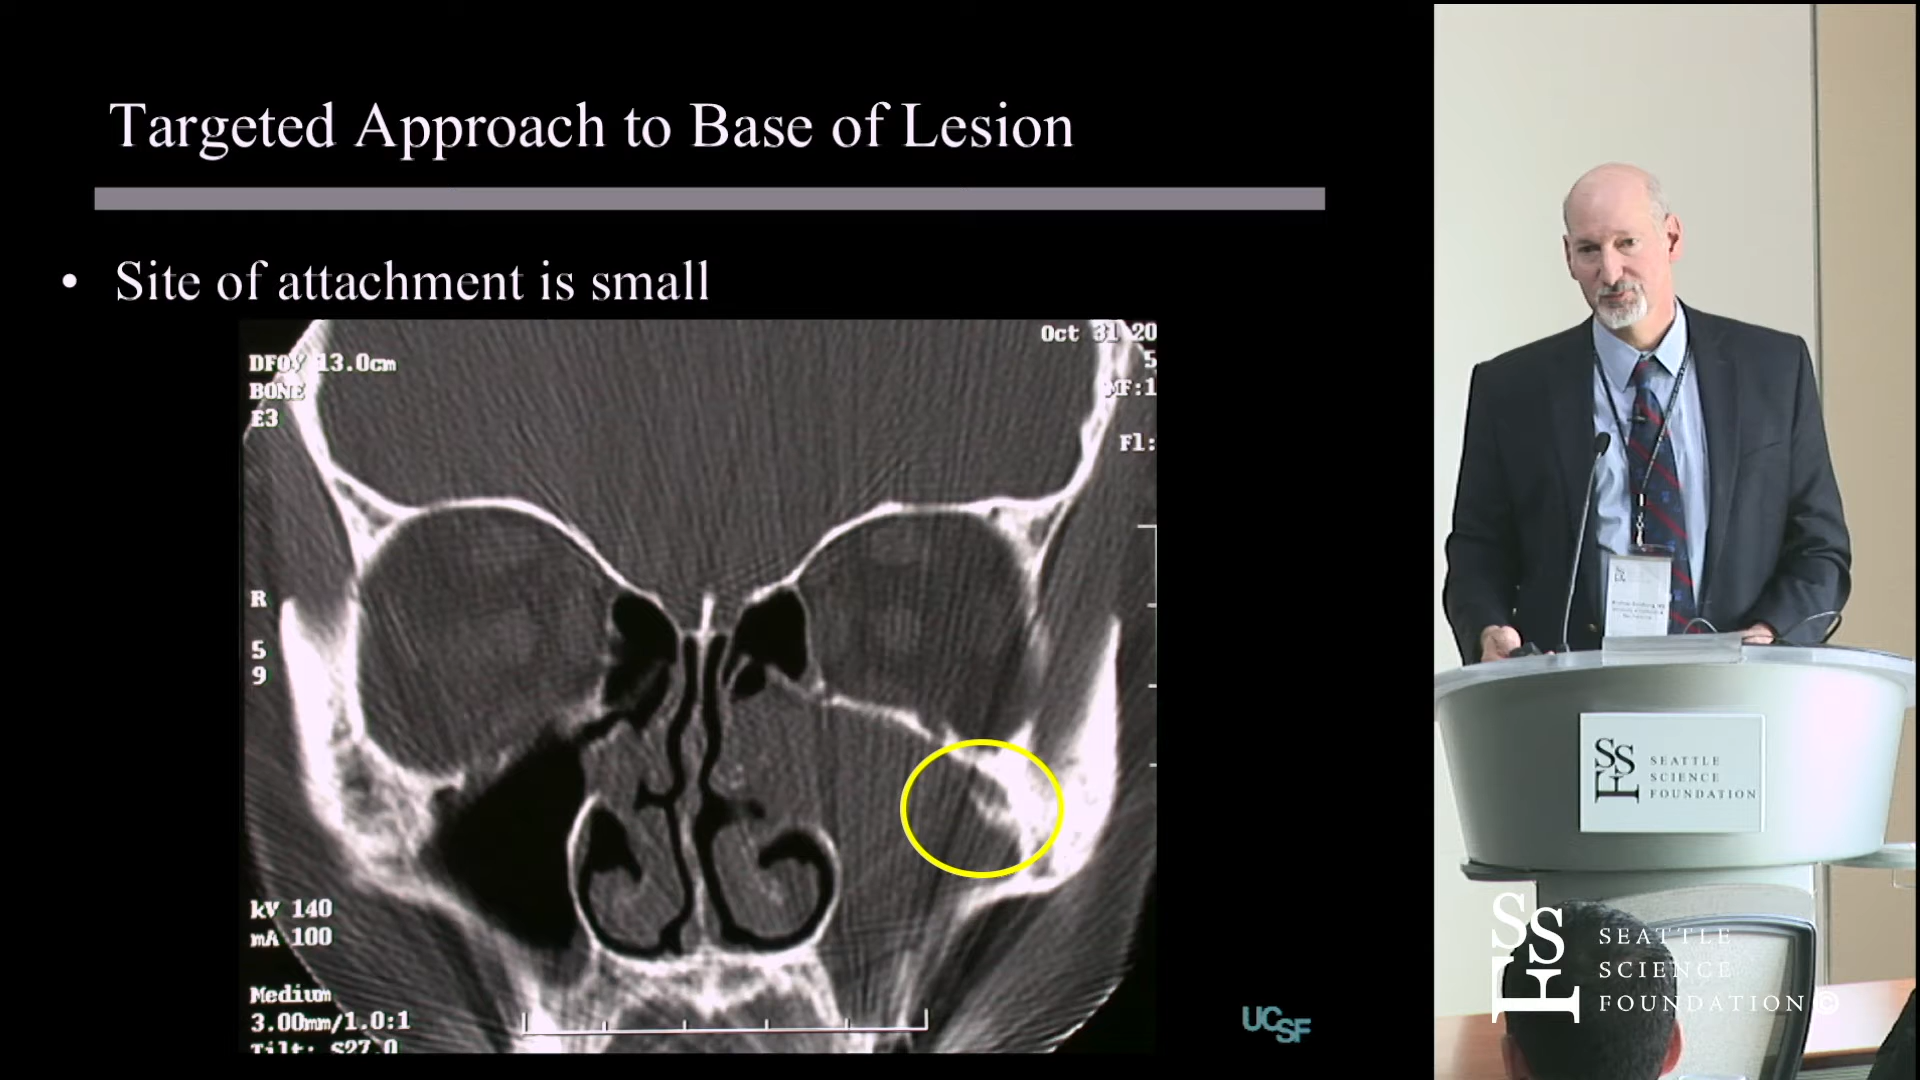 Targeted Approach to Base of Lesion
• Site of attachment is small
Oct 31 20
DFOV 13.0cm
5
BONE
MF:1
E3
Fl:
R
5
9
kV 140
mA 100
Medium
3.00mm/1.0:1
Tilt: S27.0
UCSF
SSF
SEATTLE
SCIENCE
FOUNDATION
SSF
SEATTLE
SCIENCE
FOUNDATION ©